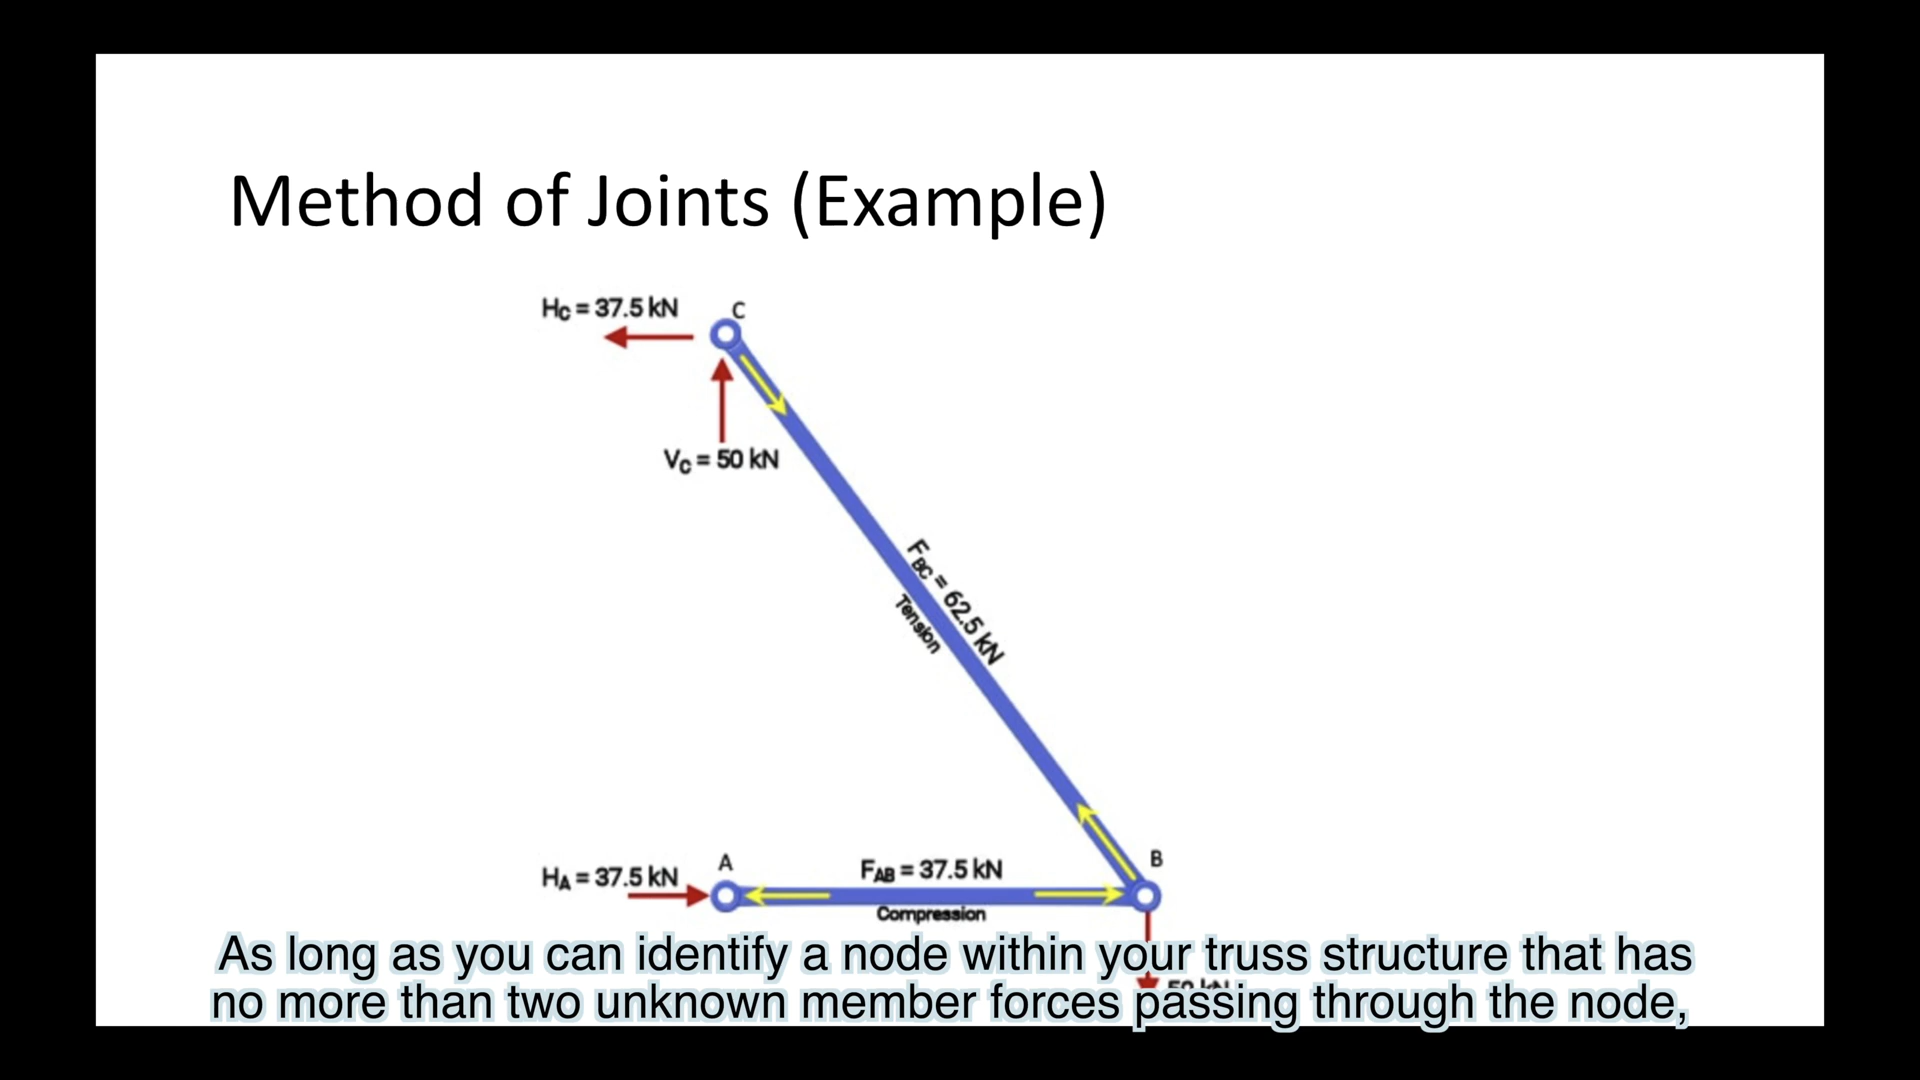 Method of Joints (Example)
HC = 37.5 kN
C
VC = 50 kN
FBC = 62.5 kN
Tension
A
B
HA = 37.5 kN
FAB = 37.5 kN
Compression
50 kN
As long as you can identify a node within your truss structure that has
no more than two unknown member forces passing through the node,